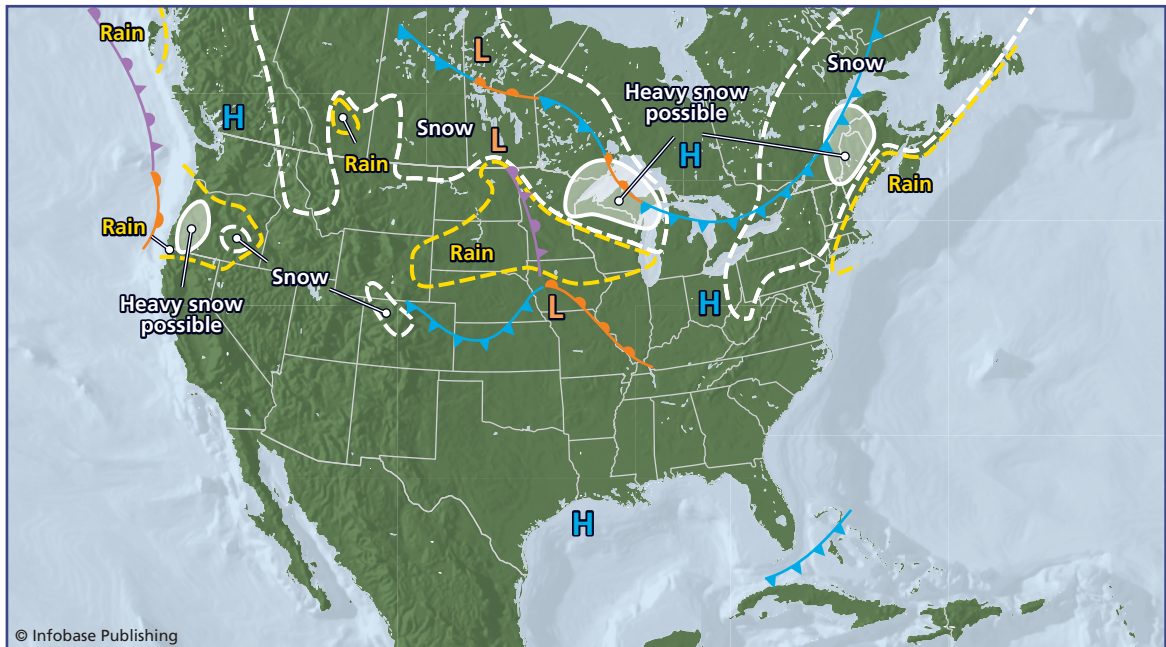 Rain
L
Snow
Heavy snow
possible
H
Snow
L
H
Rain
Rain
Rain
Rain
Snow
Heavy snow
possible
L
H
H
© Infobase Publishing